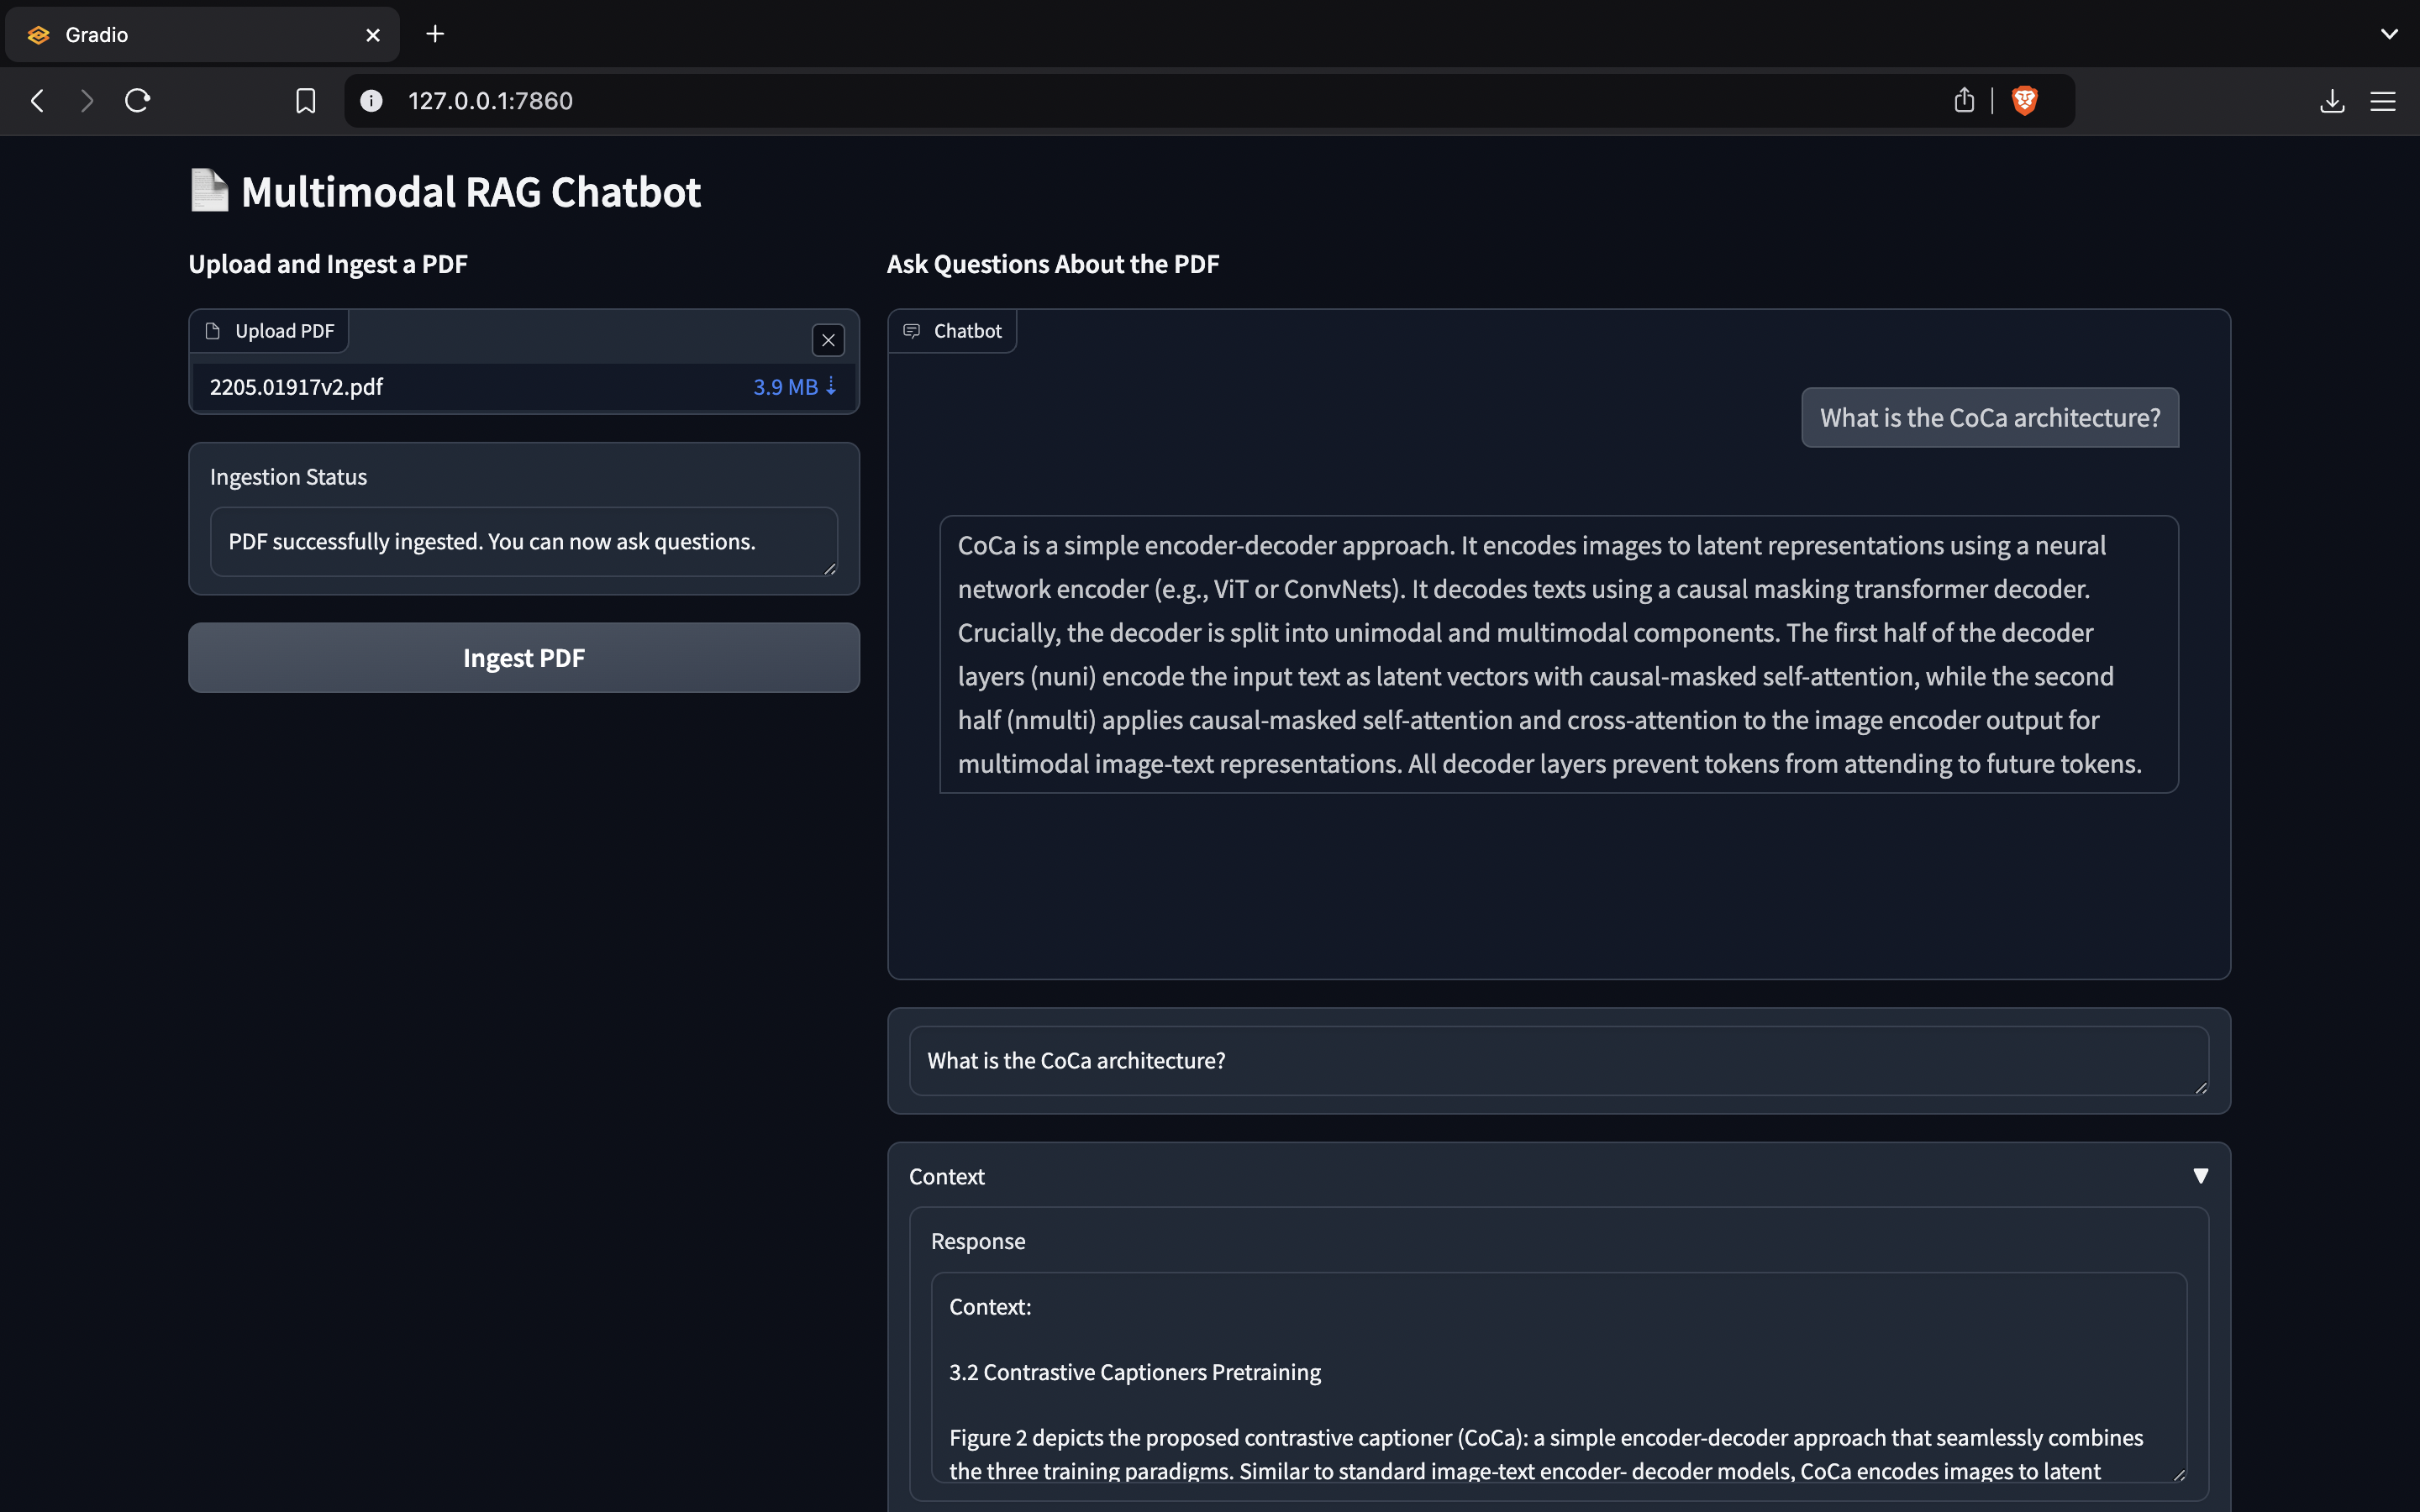 Gradio
127.0.0.1:7860
Multimodal RAG Chatbot
Upload and Ingest a PDF
Upload PDF
2205.01917v2.pdf
3.9 MB ⇣
Ingestion Status
PDF successfully ingested. You can now ask questions.
Ingest PDF
Ask Questions About the PDF
Chatbot
What is the CoCa architecture?
CoCa is a simple encoder-decoder approach. It encodes images to latent representations using a neural
network encoder (e.g., ViT or ConvNets). It decodes texts using a causal masking transformer decoder.
Crucially, the decoder is split into unimodal and multimodal components. The first half of the decoder
layers (nuni) encode the input text as latent vectors with causal-masked self-attention, while the second
half (nmulti) applies causal-masked self-attention and cross-attention to the image encoder output for
multimodal image-text representations. All decoder layers prevent tokens from attending to future tokens.
What is the CoCa architecture?
Context
Response
Context:
3.2 Contrastive Captioners Pretraining
Figure 2 depicts the proposed contrastive captioner (CoCa): a simple encoder-decoder approach that seamlessly combines
the three training paradigms. Similar to standard image-text encoder- decoder models, CoCa encodes images to latent